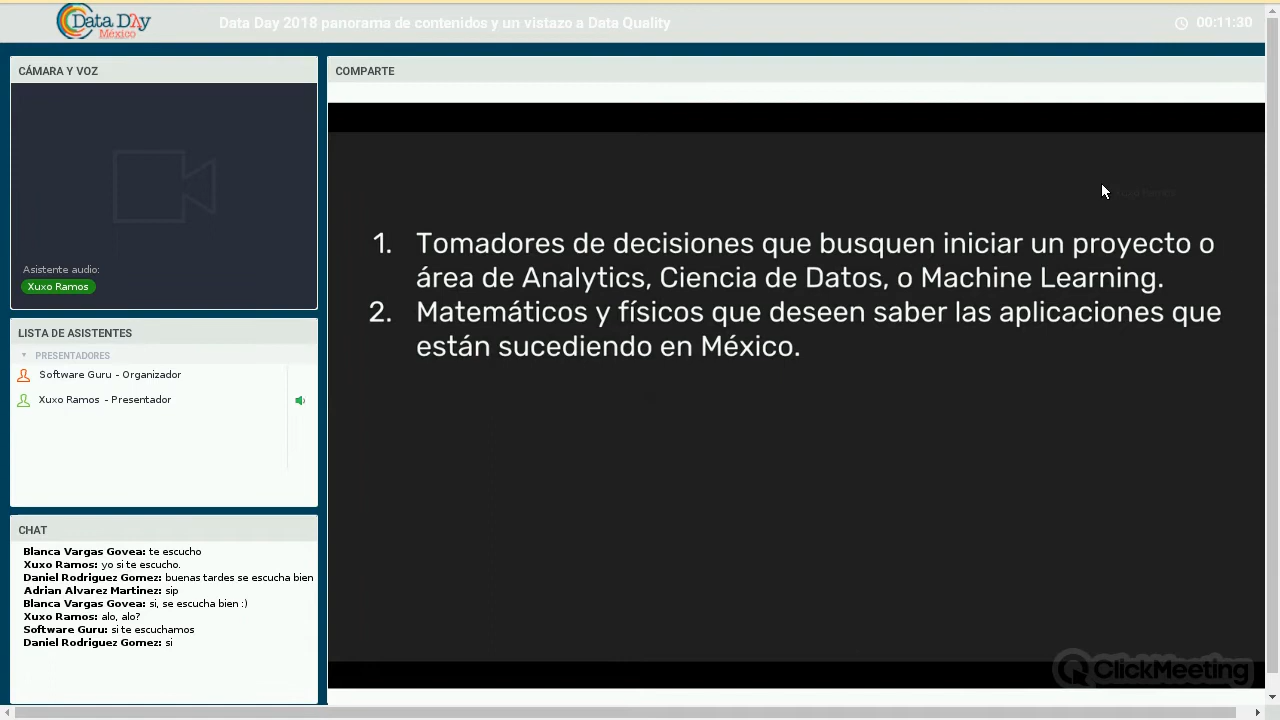 Data Day
México
Data Day 2018 panorama de contenidos y un vistazo a Data Quality
00:11:30
CÁMARA Y VOZ
Asistente audio:
Xuxo Ramos
LISTA DE ASISTENTES
PRESENTADORES
Software Guru - Organizador
Xuxo Ramos - Presentador
CHAT
Blanca Vargas Govea: te escucho
Xuxo Ramos: yo si te escucho.
Daniel Rodriguez Gomez: buenas tardes se escucha bien
Adrian Alvarez Martinez: sip
Blanca Vargas Govea: si, se escucha bien :)
Xuxo Ramos: alo, alo?
Software Guru: si te escuchamos
Daniel Rodriguez Gomez: si
COMPARTE
1. Tomadores de decisiones que busquen iniciar un proyecto o
área de Analytics, Ciencia de Datos, o Machine Learning.
2. Matemáticos y físicos que deseen saber las aplicaciones que
están sucediendo en México.
ClickMeeting